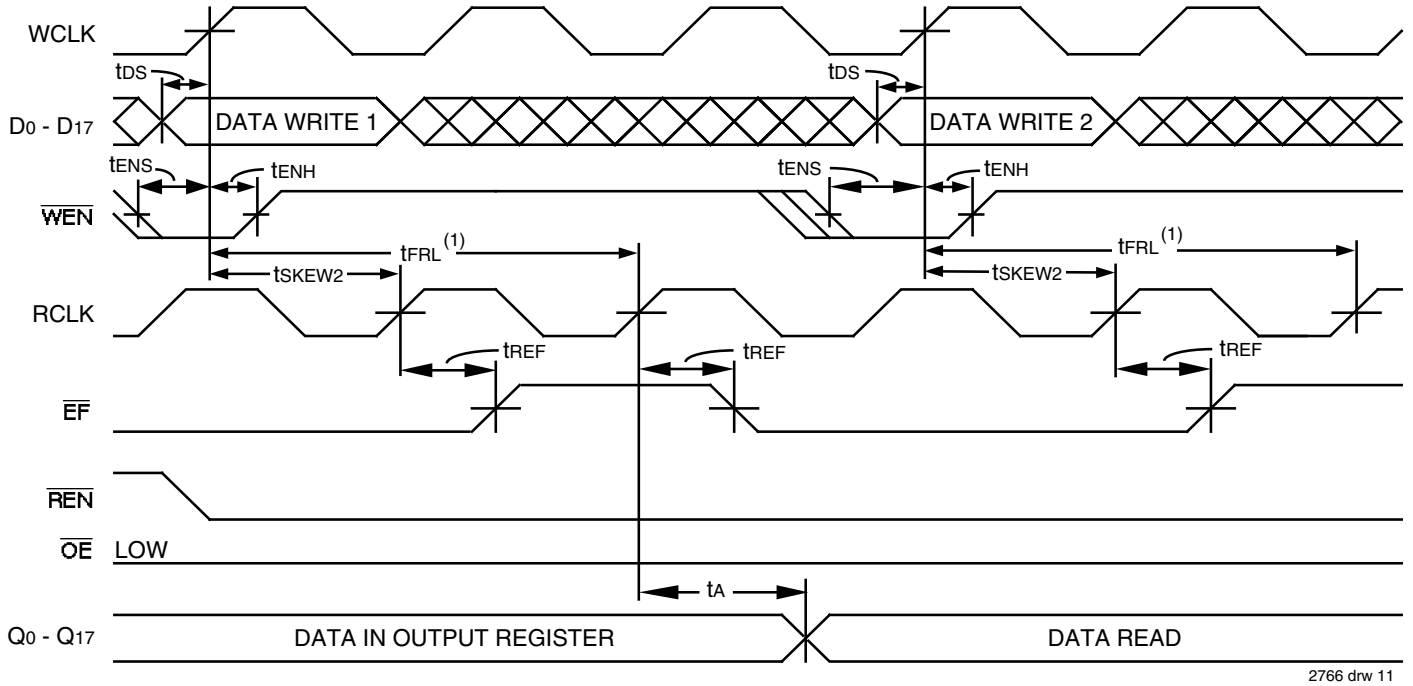 WCLK
tDS
tDS
D0 - D17
DATA WRITE 1
DATA WRITE 2
tENS
tENH
tENS
tENH
WEN
tFRL(1)
tFRL(1)
tSKEW2
tSKEW2
RCLK
tREF
tREF
tREF
EF
REN
OE
LOW
tA
Q0 - Q17
DATA IN OUTPUT REGISTER
DATA READ
2766 drw 11